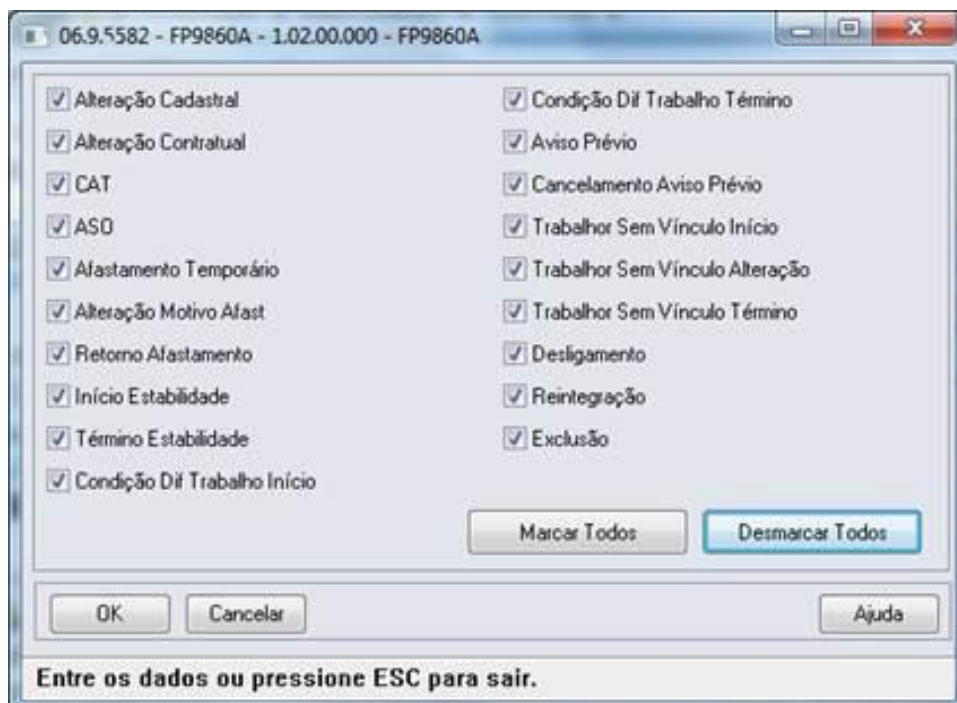 06.9.5582 - FP9860A - 1.02.00.000 - FP9860A
Alteração Cadastral
Alteração Contratual
CAT
ASO
Afastamento Temporário
Alteração Motivo Afast
Retorno Afastamento
Início Estabilidade
Término Estabilidade
Condição Dif Trabalho Início
Condição Dif Trabalho Término
Aviso Prévio
Cancelamento Aviso Prévio
Trabalhor Sem Vínculo Início
Trabalhor Sem Vínculo Alteração
Trabalhor Sem Vínculo Término
Desligamento
Reintegração
Exclusão
Marcar Todos
Desmarcar Todos
OK
Cancelar
Ajuda
Entre os dados ou pressione ESC para sair.